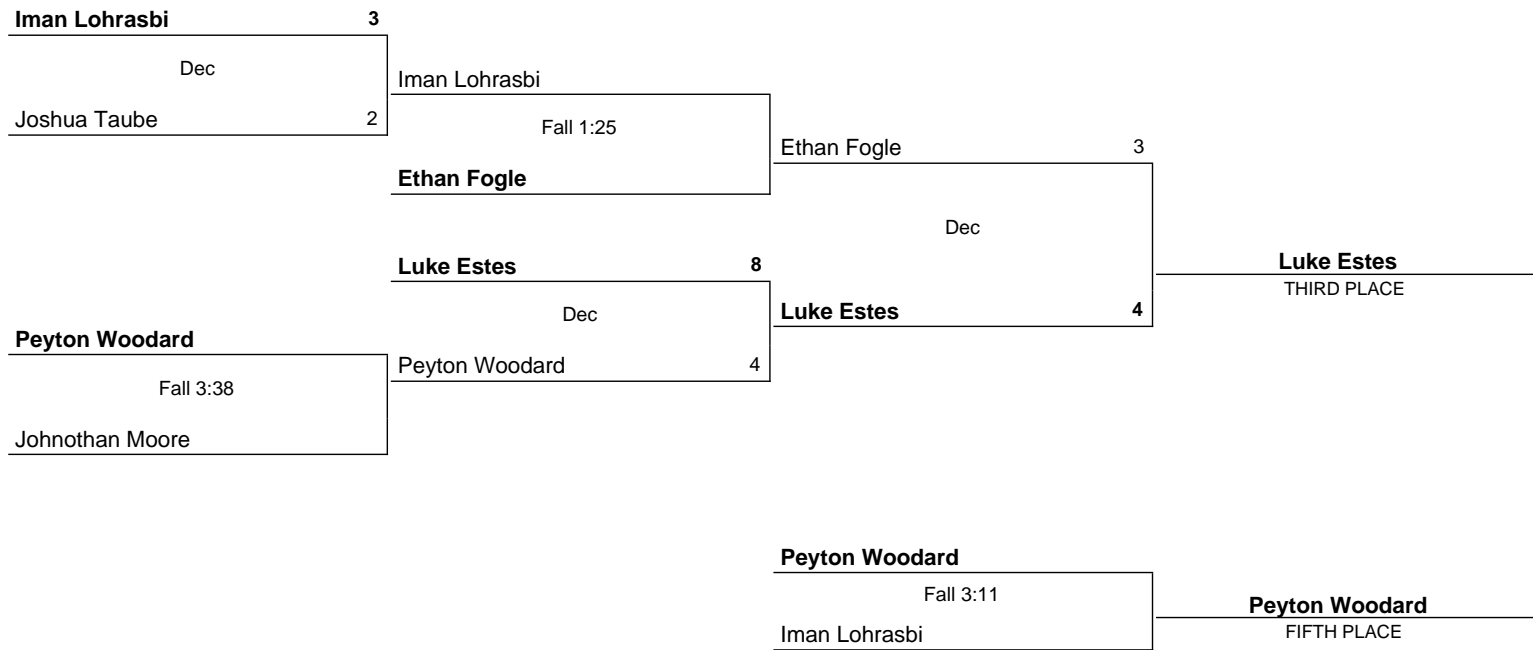 Iman Lohrasbi 3
Dec
Joshua Taube 2
Iman Lohrasbi
Fall 1:25
Ethan Fogle
Ethan Fogle 3
Dec
Luke Estes 4
Luke Estes 8
Dec
Peyton Woodard 4
Peyton Woodard
Fall 3:38
Johnothan Moore
Luke Estes
THIRD PLACE
Peyton Woodard
Fall 3:11
Iman Lohrasbi
Peyton Woodard
FIFTH PLACE